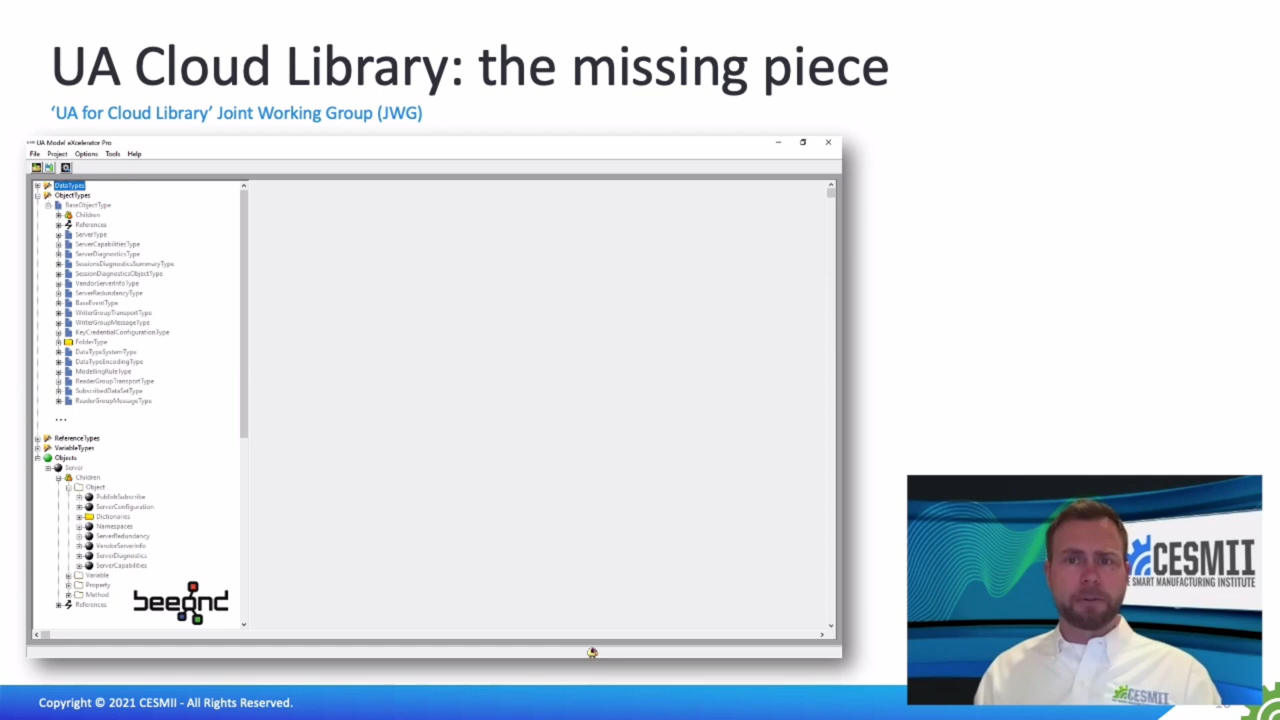 UA Cloud Library: the missing piece
'UA for Cloud Library' Joint Working Group (JWG)
UA Model eXcelerator Pro
File Project Options Tools Help
DataTypes
ObjectTypes
BaseObjectType
Children
References
ServerType
ServerCapabilitiesType
ServerDiagnosticsType
SessionsDiagnosticsSummaryType
SessionDiagnosticsObjectType
VendorServerInfoType
ServerRedundancyType
BaseEventType
WriterGroupTransportType
WriterGroupMessageType
KeyCredentialConfigurationType
FolderType
DataTypeSystemType
DataTypeEncodingType
ModellingRuleType
ReaderGroupTransportType
SubscribedDataSetType
ReaderGroupMessageType
...
ReferenceTypes
VariableTypes
Objects
Server
Children
Object
PublishSubscribe
ServerConfiguration
Dictionaries
Namespaces
ServerRedundancy
VendorServerInfo
ServerDiagnostics
ServerCapabilities
Variable
Property
Method
References
beeond
CESMII
E SMART MANUFACTURING INSTITUTE
CESMII
Copyright © 2021 CESMII - All Rights Reserved.